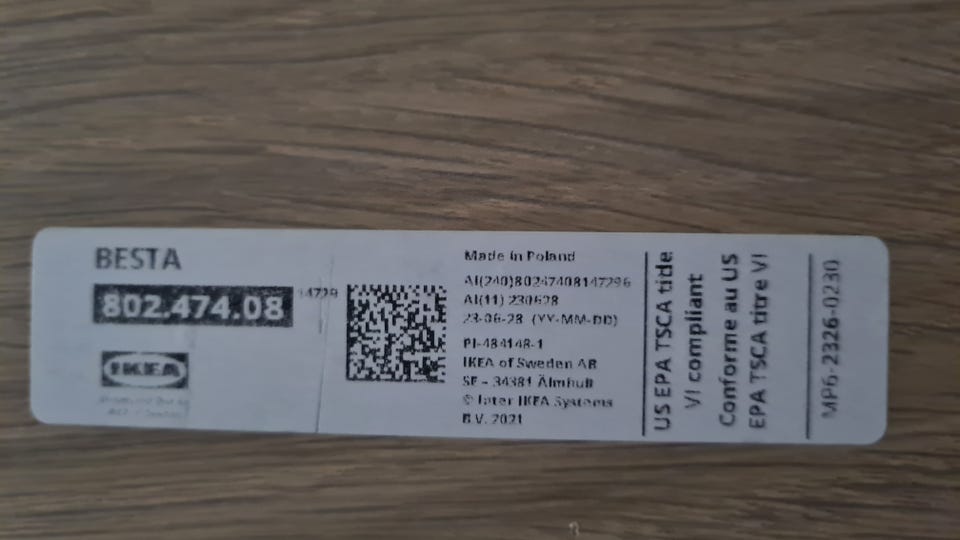 BESTA
802.474.08
14729
IKEA
Made in Poland
AI(240)80247408147296
AI(11) 230628
23-06-28 (YY-MM-DD)
PI-484148-1
IKEA of Sweden AB
SE - 34381 Älmhult
© Inter IKEA Systems
B.V. 2021
US EPA TSCA title
VI compliant
Conforme au US
EPA TSCA titre VI
MP6-2326-0230